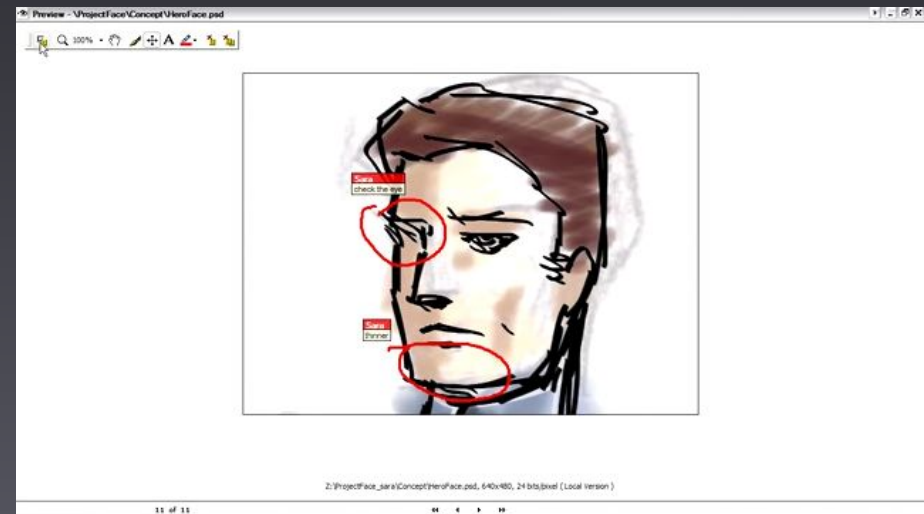 Preview - \ProjectFace\Concept\HeroFace.psd
100%
A
Sara
check the eye
Sara
thinner
Z:\ProjectFace_sara\Concept\HeroFace.psd, 640x480, 24 bits/pixel ( Local Version )
11 of 11